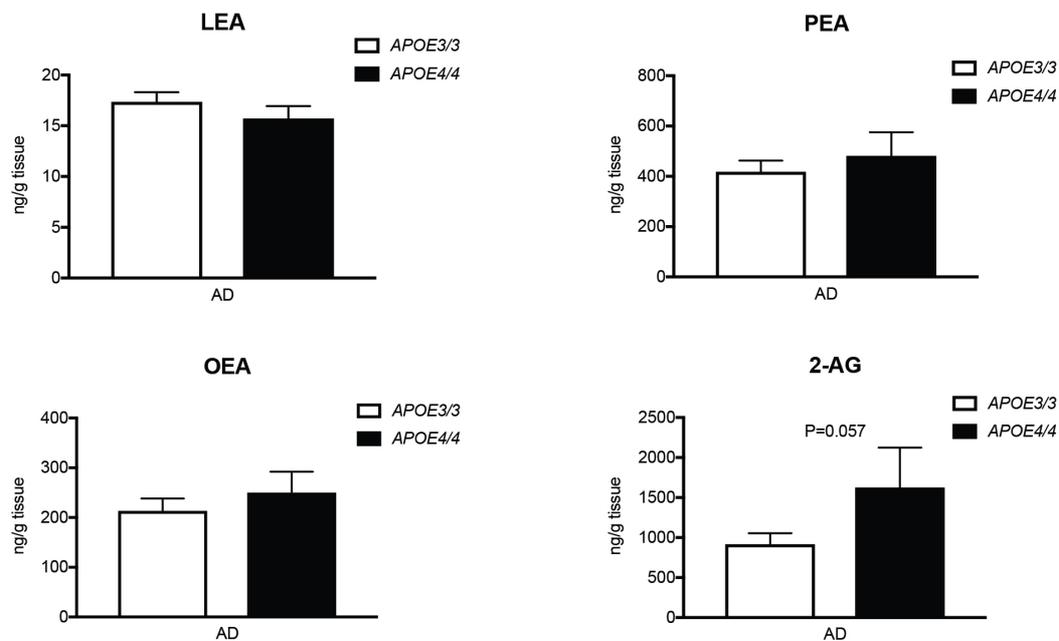 LEA
APOE3/3
APOE4/4
ng/g tissue
20
15
10
5
0
AD
PEA
APOE3/3
APOE4/4
ng/g tissue
800
600
400
200
0
AD
OEA
APOE3/3
APOE4/4
ng/g tissue
400
300
200
100
0
AD
2-AG
APOE3/3
APOE4/4
P=0.057
ng/g tissue
2500
2000
1500
1000
500
0
AD